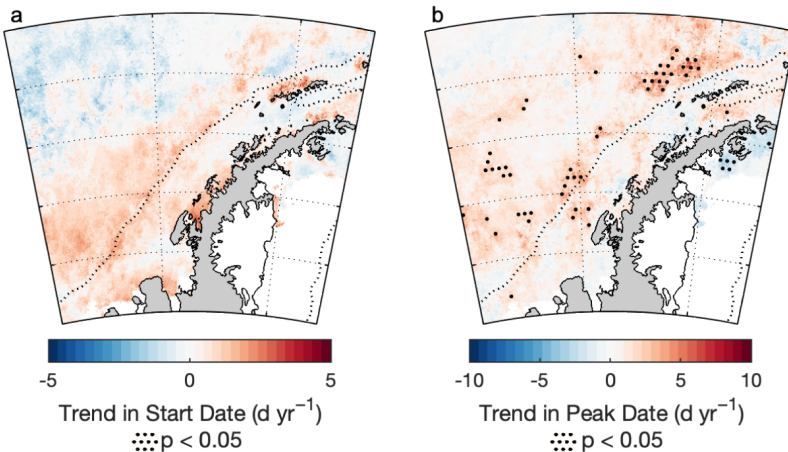 a
b
-5 0 5
Trend in Start Date (d yr⁻¹)
p < 0.05
-10 -5 0 5 10
Trend in Peak Date (d yr⁻¹)
p < 0.05